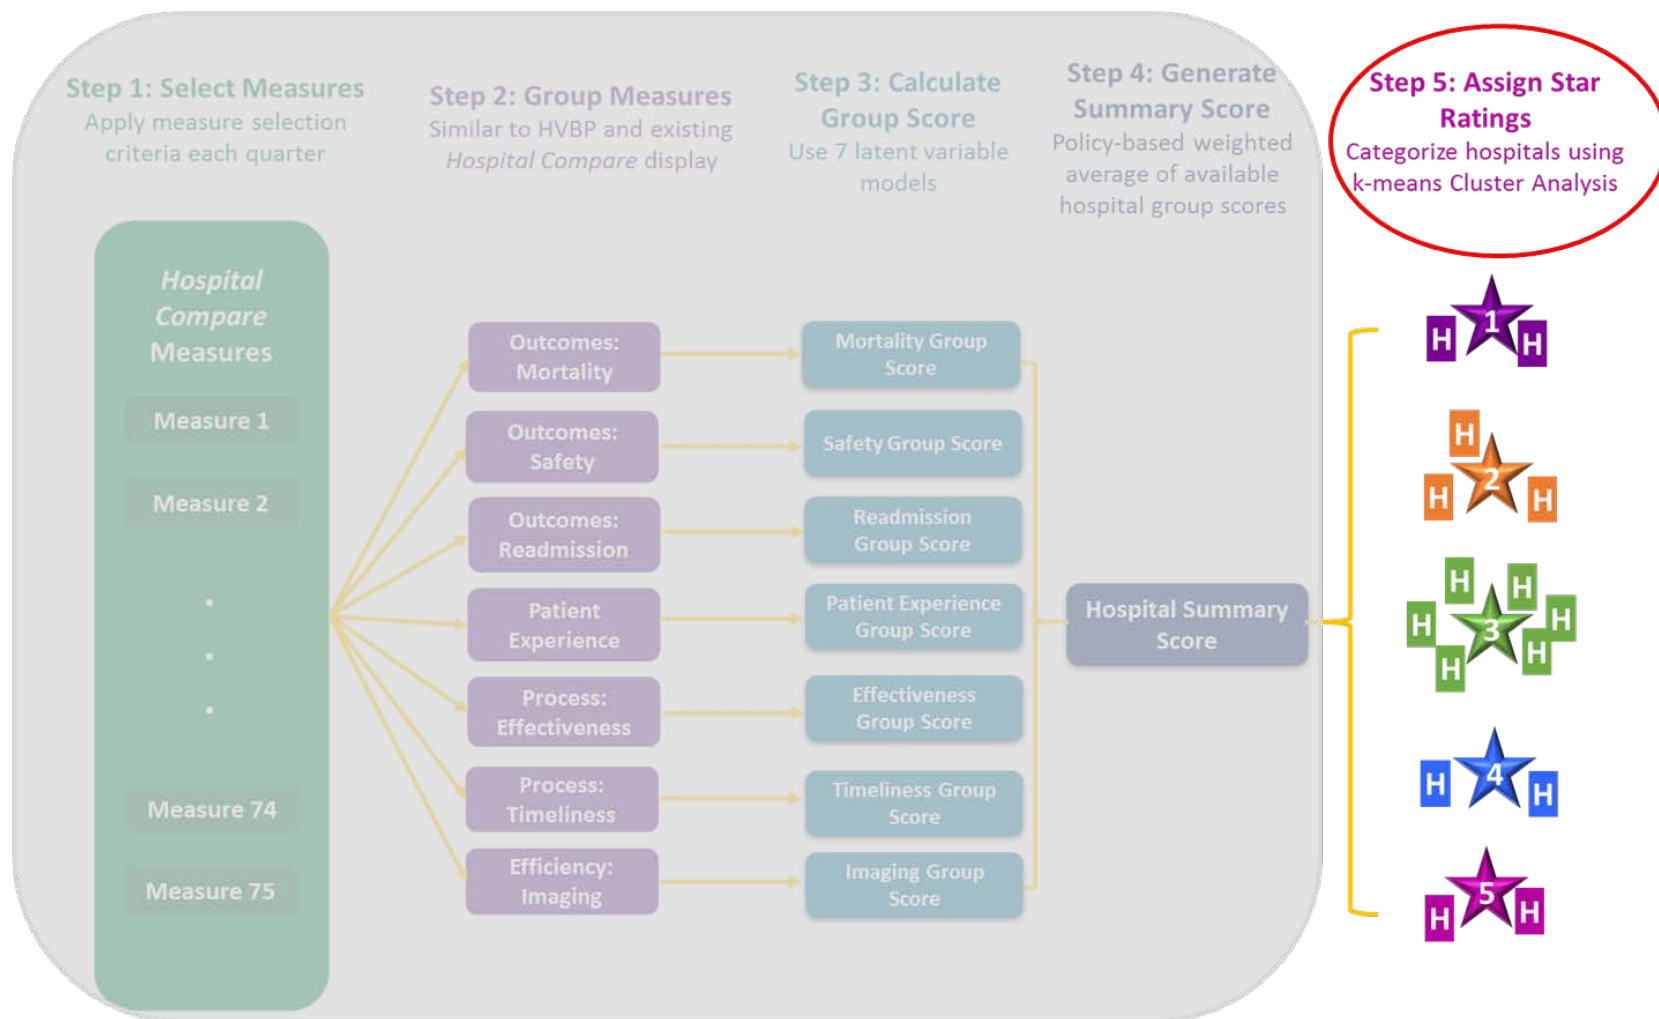 Step 1: Select Measures
Apply measure selection
criteria each quarter
Step 2: Group Measures
Similar to HVBP and existing
Hospital Compare display
Step 3: Calculate
Group Score
Use 7 latent variable
models
Step 4: Generate
Summary Score
Policy-based weighted
average of available
hospital group scores
Step 5: Assign Star
Ratings
Categorize hospitals using
k-means Cluster Analysis
Hospital
Compare
Measures
Measure 1
Measure 2
.
.
.
Measure 74
Measure 75
Outcomes:
Mortality
Outcomes:
Safety
Outcomes:
Readmission
Patient
Experience
Process:
Effectiveness
Process:
Timeliness
Efficiency:
Imaging
Mortality Group
Score
Safety Group Score
Readmission
Group Score
Patient Experience
Group Score
Effectiveness
Group Score
Timeliness Group
Score
Imaging Group
Score
Hospital Summary
Score
H 1 H
H
H 2 H
H H
H 3 H
H H
H 4 H
H 5 H